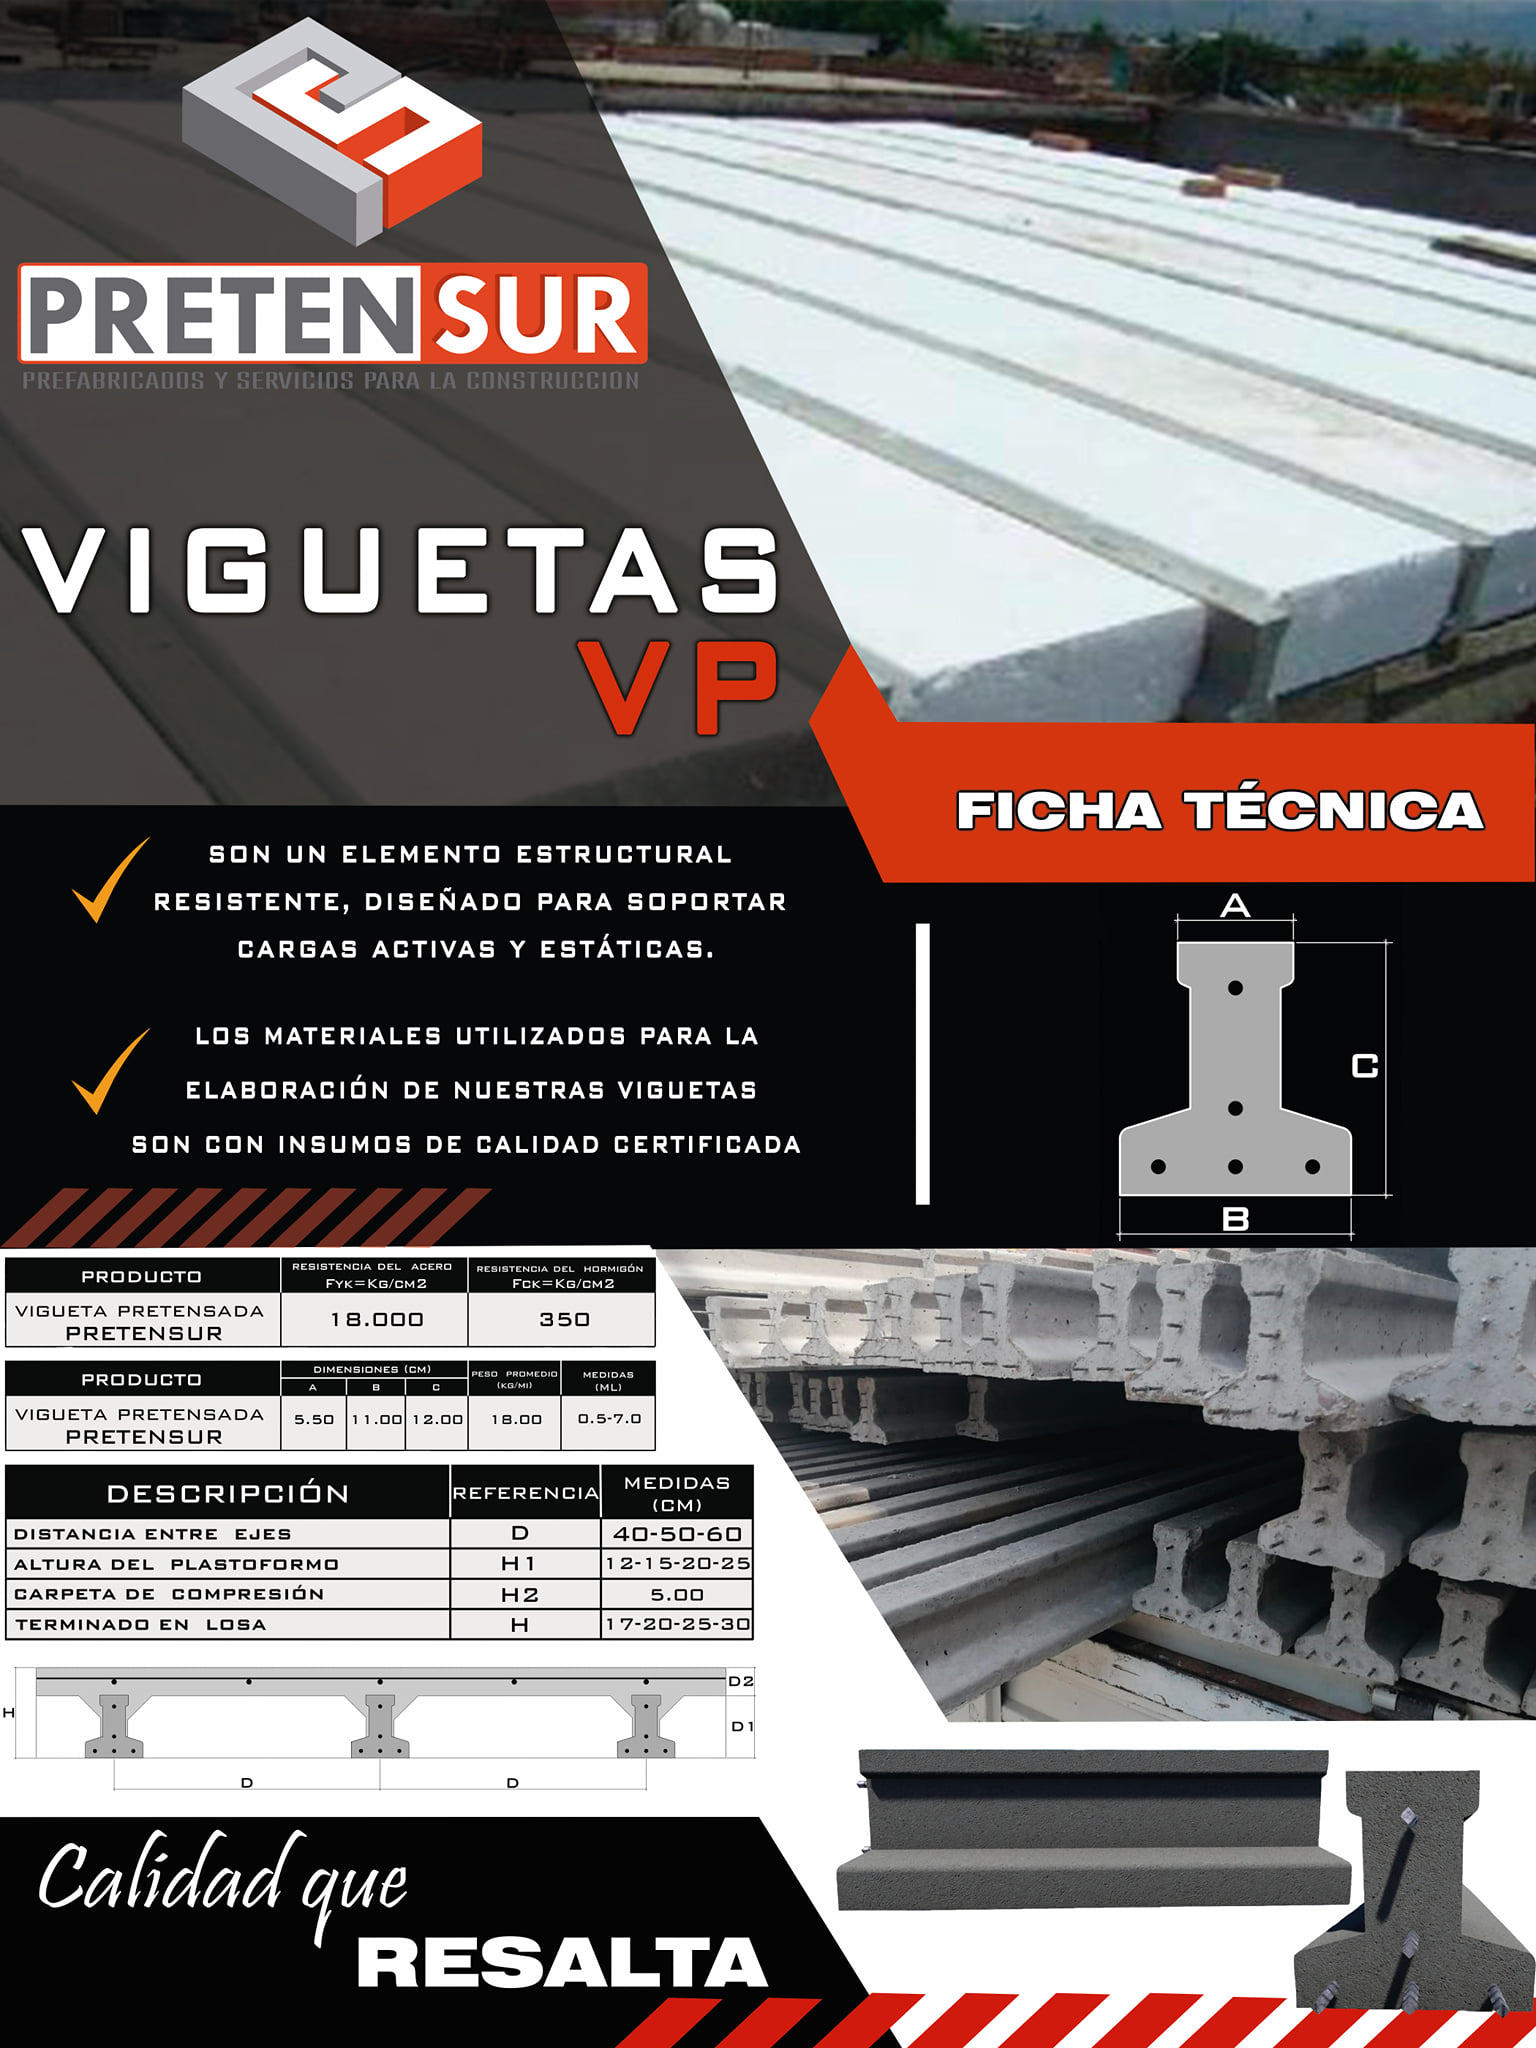 PRETENSUR
PREFABRICADOS Y SERVICIOS PARA LA CONSTRUCCIÓN
VIGUETAS
VP
FICHA TÉCNICA
SON UN ELEMENTO ESTRUCTURAL
RESISTENTE, DISEÑADO PARA SOPORTAR
CARGAS ACTIVAS Y ESTÁTICAS.
LOS MATERIALES UTILIZADOS PARA LA
ELABORACIÓN DE NUESTRAS VIGUETAS
SON CON INSUMOS DE CALIDAD CERTIFICADA
A
C
B
PRODUCTO RESISTENCIA DEL ACERO FYK=KG/CM2 RESISTENCIA DEL HORMIGÓN FCK=KG/CM2
VIGUETA PRETENSADA PRETENSUR 18.000 350
PRODUCTO DIMENSIONES (CM) PESO PROMEDIO (KG/Ml) MEDIDAS (ML)
A B C
VIGUETA PRETENSADA PRETENSUR 5.50 11.00 12.00 18.00 0.5-7.0
DESCRIPCIÓN REFERENCIA MEDIDAS (CM)
DISTANCIA ENTRE EJES D 40-50-60
ALTURA DEL PLASTOFORMO H1 12-15-20-25
CARPETA DE COMPRESIÓN H2 5.00
TERMINADO EN LOSA H 17-20-25-30
D2
H
D1
D D
Calidad que
RESALTA